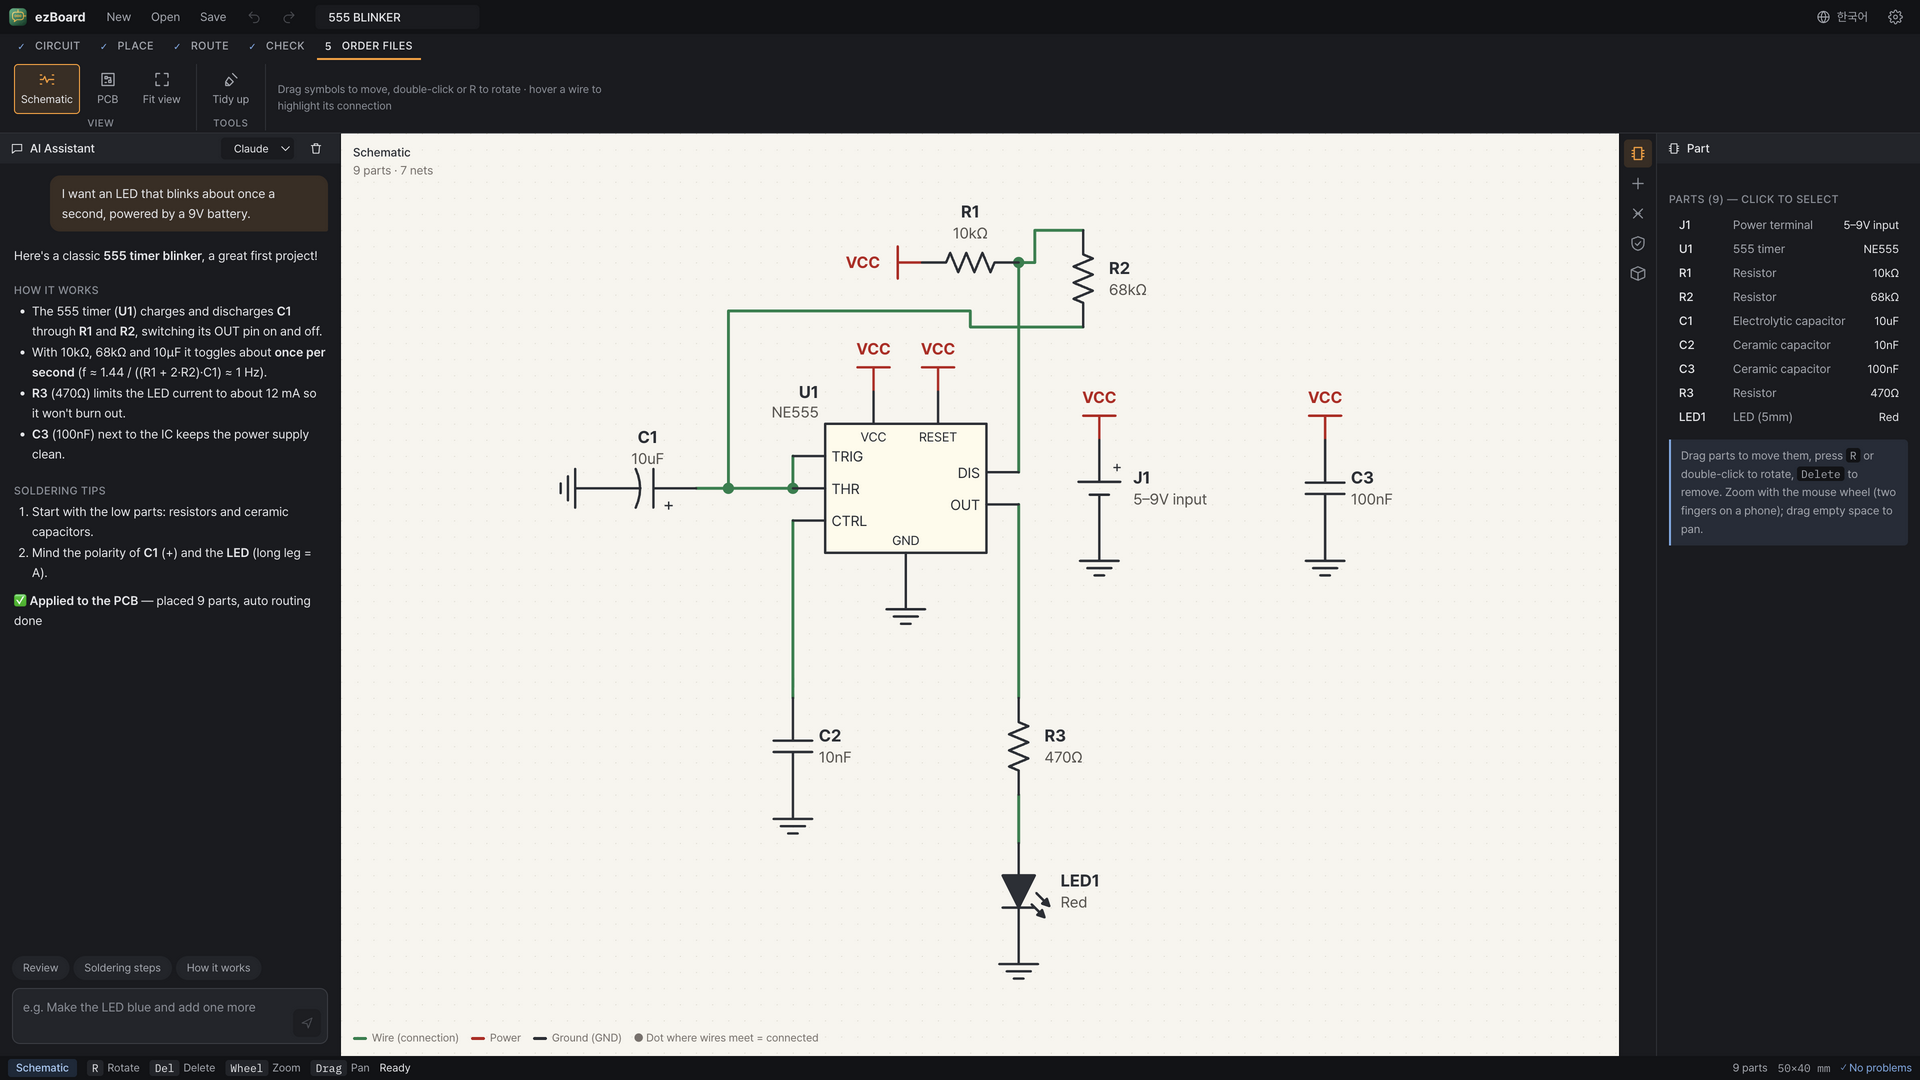 ezBoard New Open Save 555 BLINKER 한국어
✓ CIRCUIT ✓ PLACE ✓ ROUTE ✓ CHECK 5 ORDER FILES
Schematic PCB Fit view Tidy up
VIEW TOOLS
Drag symbols to move, double-click or R to rotate · hover a wire to
highlight its connection
AI Assistant Claude
I want an LED that blinks about once a
second, powered by a 9V battery.
Here's a classic 555 timer blinker, a great first project!
HOW IT WORKS
• The 555 timer (U1) charges and discharges C1
through R1 and R2, switching its OUT pin on and off.
• With 10kΩ, 68kΩ and 10µF it toggles about once per
second (f ≈ 1.44 / ((R1 + 2·R2)·C1) ≈ 1 Hz).
• R3 (470Ω) limits the LED current to about 12 mA so
it won't burn out.
• C3 (100nF) next to the IC keeps the power supply
clean.
SOLDERING TIPS
1. Start with the low parts: resistors and ceramic
capacitors.
2. Mind the polarity of C1 (+) and the LED (long leg =
A).
✅ Applied to the PCB — placed 9 parts, auto routing
done
Review Soldering steps How it works
e.g. Make the LED blue and add one more
Schematic
9 parts · 7 nets
R1
10kΩ
VCC
R2
68kΩ
VCC VCC
U1
NE555
VCC RESET
TRIG
THR
CTRL
DIS
OUT
GND
C1
10uF
+
VCC
+
J1
5–9V input
VCC
C3
100nF
C2
10nF
R3
470Ω
LED1
Red
Wire (connection) Power Ground (GND) Dot where wires meet = connected
Part
PARTS (9) — CLICK TO SELECT
J1 Power terminal 5–9V input
U1 555 timer NE555
R1 Resistor 10kΩ
R2 Resistor 68kΩ
C1 Electrolytic capacitor 10uF
C2 Ceramic capacitor 10nF
C3 Ceramic capacitor 100nF
R3 Resistor 470Ω
LED1 LED (5mm) Red
Drag parts to move them, press R or
double-click to rotate, Delete to
remove. Zoom with the mouse wheel (two
fingers on a phone); drag empty space to
pan.
Schematic R Rotate Del Delete Wheel Zoom Drag Pan Ready
9 parts 50×40 mm ✓ No problems